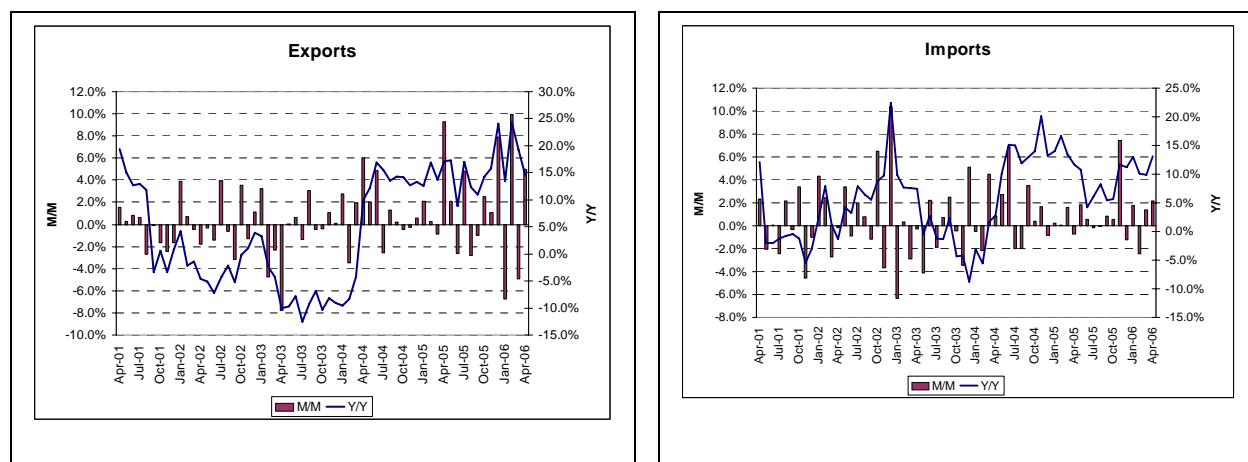 Exports
12.0%
10.0%
8.0%
6.0%
4.0%
2.0%
0.0%
-2.0%
-4.0%
-6.0%
-8.0%
-10.0%
M/M
30.0%
25.0%
20.0%
15.0%
10.0%
5.0%
0.0%
-5.0%
-10.0%
-15.0%
Y/Y
Apr-01
Jul-01
Oct-01
Jan-02
Apr-02
Jul-02
Oct-02
Jan-03
Apr-03
Jul-03
Oct-03
Jan-04
Apr-04
Jul-04
Oct-04
Jan-05
Apr-05
Jul-05
Oct-05
Jan-06
Apr-06
M/M Y/Y
Imports
12.0%
10.0%
8.0%
6.0%
4.0%
2.0%
0.0%
-2.0%
-4.0%
-6.0%
-8.0%
M/M
25.0%
20.0%
15.0%
10.0%
5.0%
0.0%
-5.0%
-10.0%
-15.0%
Y/Y
Apr-01
Jul-01
Oct-01
Jan-02
Apr-02
Jul-02
Oct-02
Jan-03
Apr-03
Jul-03
Oct-03
Jan-04
Apr-04
Jul-04
Oct-04
Jan-05
Apr-05
Jul-05
Oct-05
Jan-06
Apr-06
M/M Y/Y